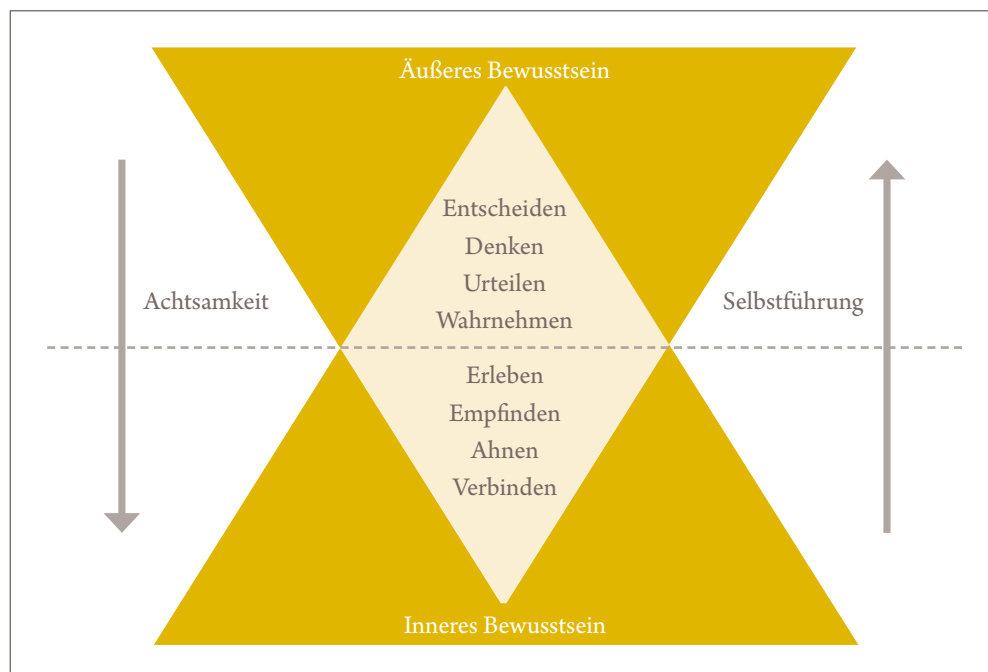 Äußeres Bewusstsein
Entscheiden
Denken
Urteilen
Wahrnehmen
Achtsamkeit
Selbstführung
Erleben
Empfinden
Ahnen
Verbinden
Inneres Bewusstsein